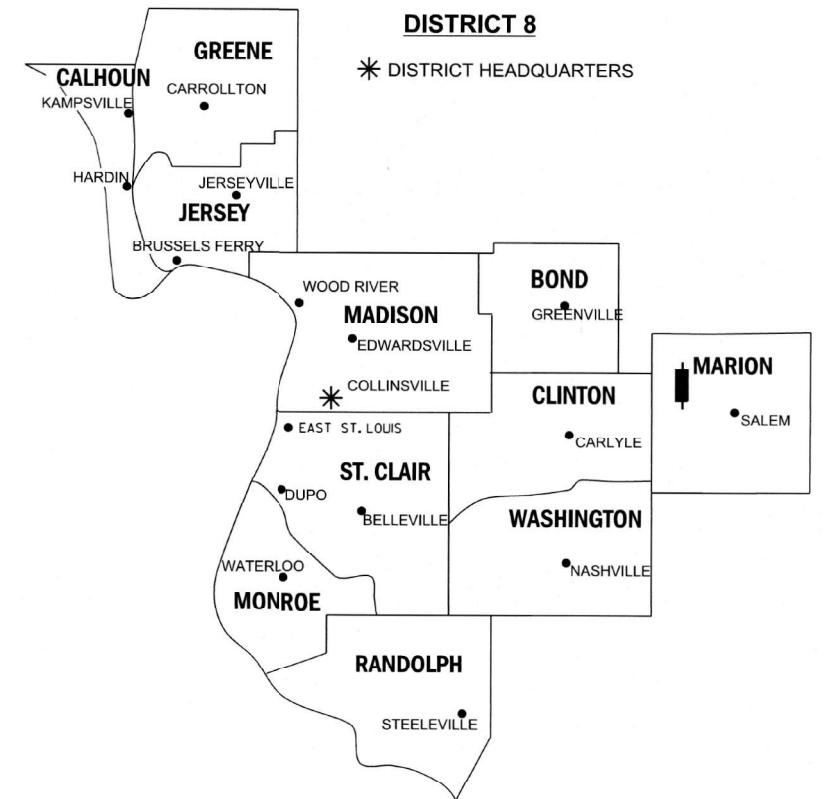 DISTRICT 8
DISTRICT HEADQUARTERS
GREENE
CALHOUN
CARROLLTON
KAMPSVILLE
HARDIN
JERSEYVILLE
JERSEY
BRUSSELS FERRY
WOOD RIVER
MADISON
EDWARDSVILLE
COLLINSVILLE
BOND
GREENVILLE
MARION
SALEM
CLINTON
CARLYLE
EAST ST. LOUIS
ST. CLAIR
DUPO
BELLEVILLE
WASHINGTON
NASHVILLE
WATERLOO
MONROE
RANDOLPH
STEELEVILLE